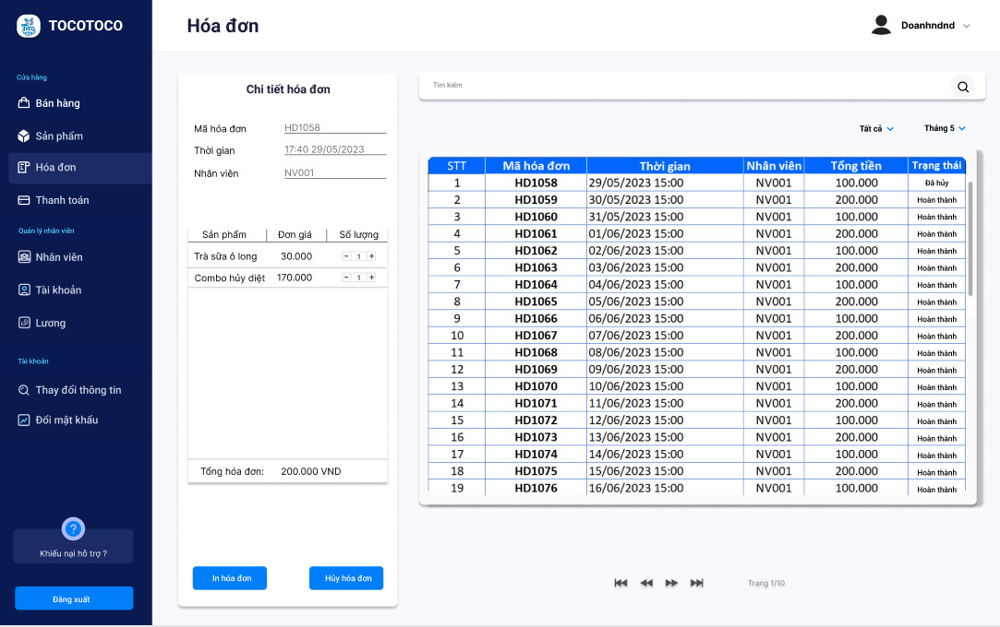 TOCOTOCO
Hóa đơn
Doanhndnd
Cửa hàng
Bán hàng
Sản phẩm
Hóa đơn
Thanh toán
Quản lý nhân viên
Nhân viên
Tài khoản
Lương
Tài khoản
Thay đổi thông tin
Đổi mật khẩu
?
Khiếu nại hỗ trợ ?
Đăng xuất
Chi tiết hóa đơn
Mã hóa đơn HD1058
Thời gian 17:40 29/05/2023
Nhân viên NV001
Sản phẩm Đơn giá Số lượng
Trà sữa ô long 30.000 - 1 +
Combo hủy diệt 170.000 - 1 +
Tổng hóa đơn: 200.000 VND
In hóa đơn Hủy hóa đơn
Tìm kiếm
Tất cả Tháng 5
STT Mã hóa đơn Thời gian Nhân viên Tổng tiền Trạng thái
1 HD1058 29/05/2023 15:00 NV001 100.000 Đã hủy
2 HD1059 30/05/2023 15:00 NV001 200.000 Hoàn thành
3 HD1060 31/05/2023 15:00 NV001 100.000 Hoàn thành
4 HD1061 01/06/2023 15:00 NV001 200.000 Hoàn thành
5 HD1062 02/06/2023 15:00 NV001 100.000 Hoàn thành
6 HD1063 03/06/2023 15:00 NV001 200.000 Hoàn thành
7 HD1064 04/06/2023 15:00 NV001 100.000 Hoàn thành
8 HD1065 05/06/2023 15:00 NV001 200.000 Hoàn thành
9 HD1066 06/06/2023 15:00 NV001 100.000 Hoàn thành
10 HD1067 07/06/2023 15:00 NV001 200.000 Hoàn thành
11 HD1068 08/06/2023 15:00 NV001 100.000 Hoàn thành
12 HD1069 09/06/2023 15:00 NV001 200.000 Hoàn thành
13 HD1070 10/06/2023 15:00 NV001 100.000 Hoàn thành
14 HD1071 11/06/2023 15:00 NV001 200.000 Hoàn thành
15 HD1072 12/06/2023 15:00 NV001 100.000 Hoàn thành
16 HD1073 13/06/2023 15:00 NV001 200.000 Hoàn thành
17 HD1074 14/06/2023 15:00 NV001 100.000 Hoàn thành
18 HD1075 15/06/2023 15:00 NV001 200.000 Hoàn thành
19 HD1076 16/06/2023 15:00 NV001 100.000 Hoàn thành
Trang 1/10